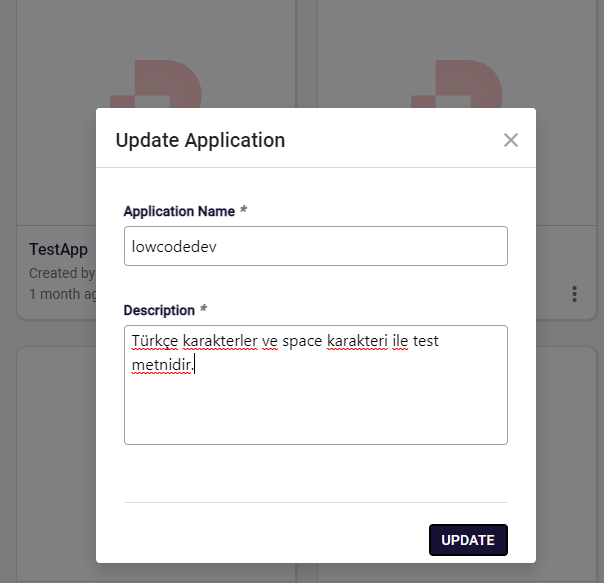 Update Application
Application Name *
lowcodedev
Description *
Türkçe karakterler ve space karakteri ile test
metnidir.
UPDATE
TestApp
Created by
1 month